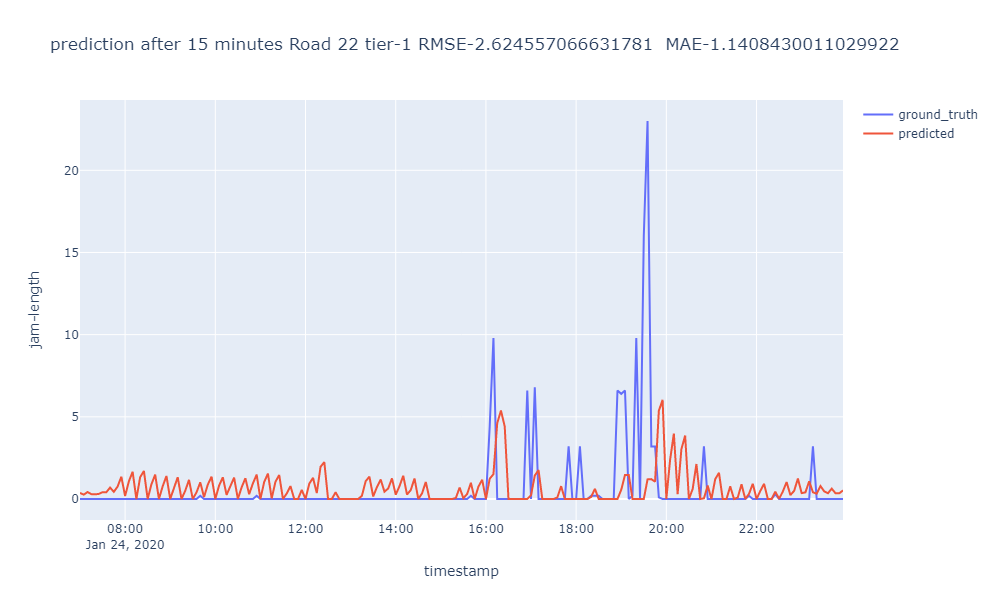 prediction after 15 minutes Road 22 tier-1 RMSE-2.624557066631781  MAE-1.1408430011029922
ground_truth
predicted
20
15
10
5
0
jam-length
08:00 10:00 12:00 14:00 16:00 18:00 20:00 22:00
Jan 24, 2020
timestamp